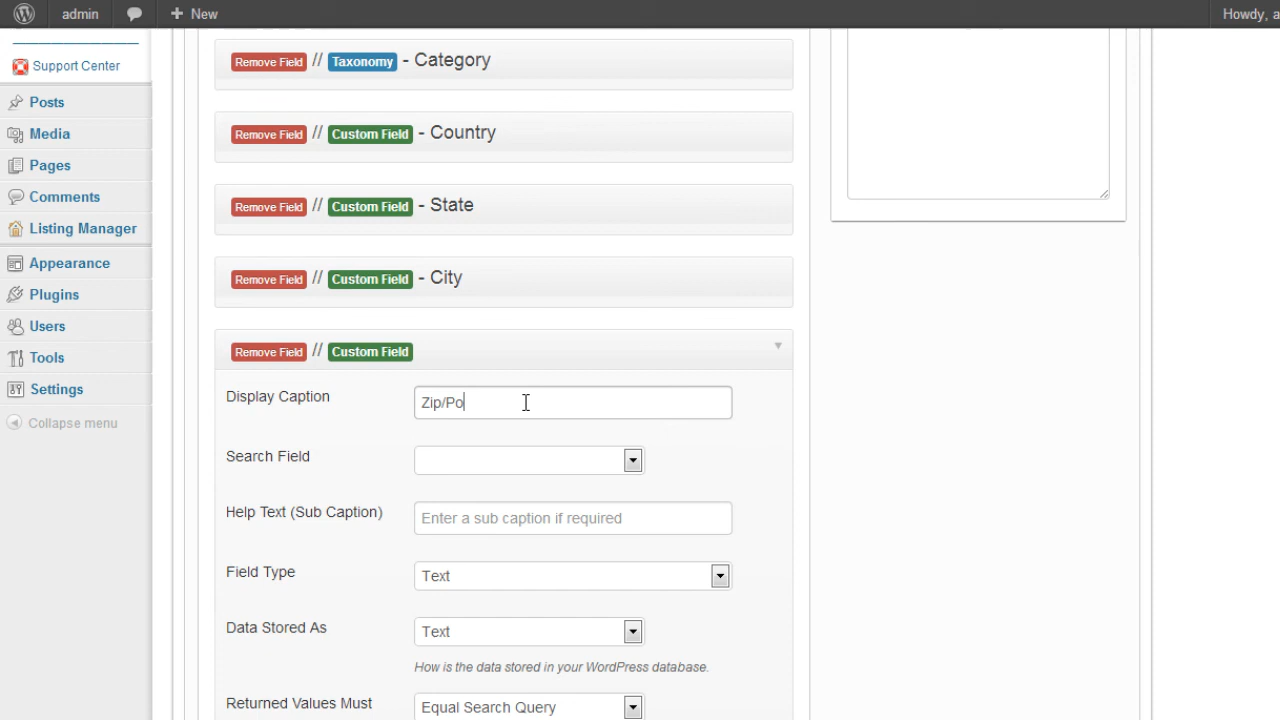 admin
New
Howdy, a
Support Center
Posts
Media
Pages
Comments
Listing Manager
Appearance
Plugins
Users
Tools
Settings
Collapse menu
Remove Field // Taxonomy - Category
Remove Field // Custom Field - Country
Remove Field // Custom Field - State
Remove Field // Custom Field - City
Remove Field // Custom Field
Display Caption Zip/Po
Search Field
Help Text (Sub Caption) Enter a sub caption if required
Field Type Text
Data Stored As Text
How is the data stored in your WordPress database.
Returned Values Must Equal Search Query